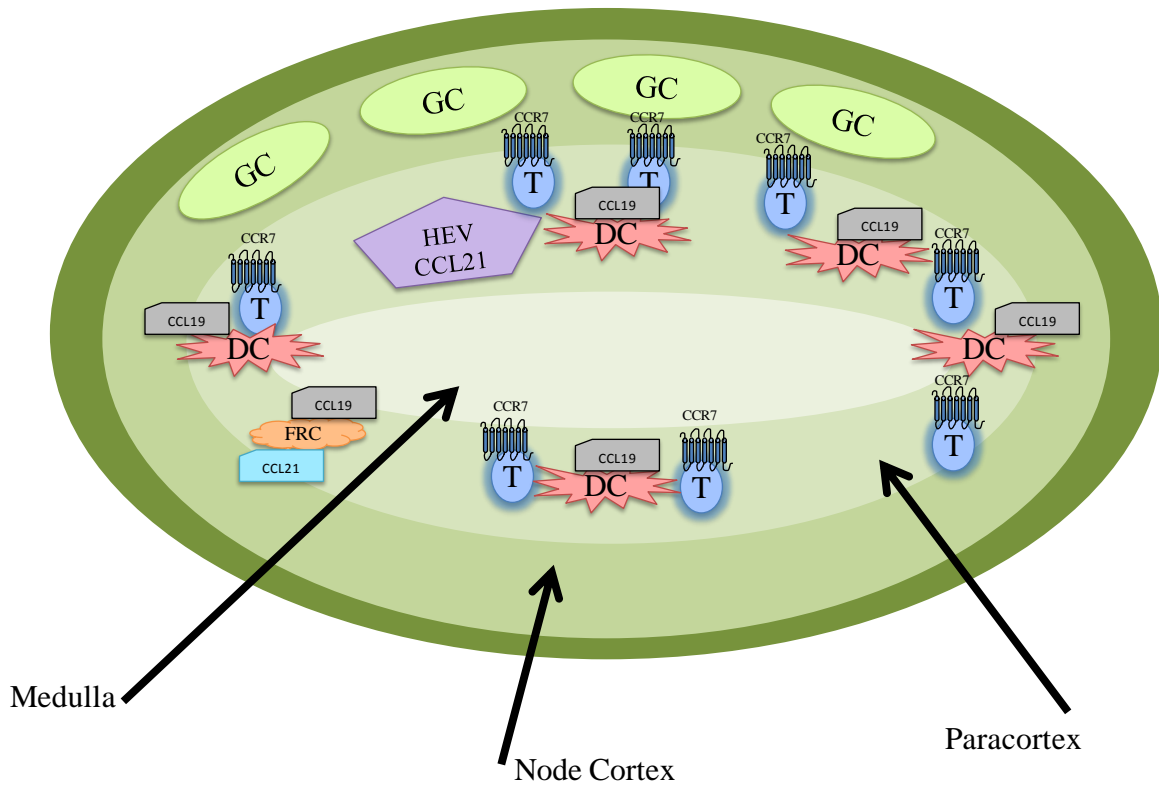 GC
GC
GC
GC
CCR7
T
CCR7
T
CCL19
DC
CCR7
T
CCL19
DC
HEV
CCL21
CCR7
T
CCL19
DC
CCR7
T
CCL19
DC
CCR7
T
CCL19
FRC
CCL21
CCR7
T
CCL19
DC
CCR7
T
Medulla
Node Cortex
Paracortex